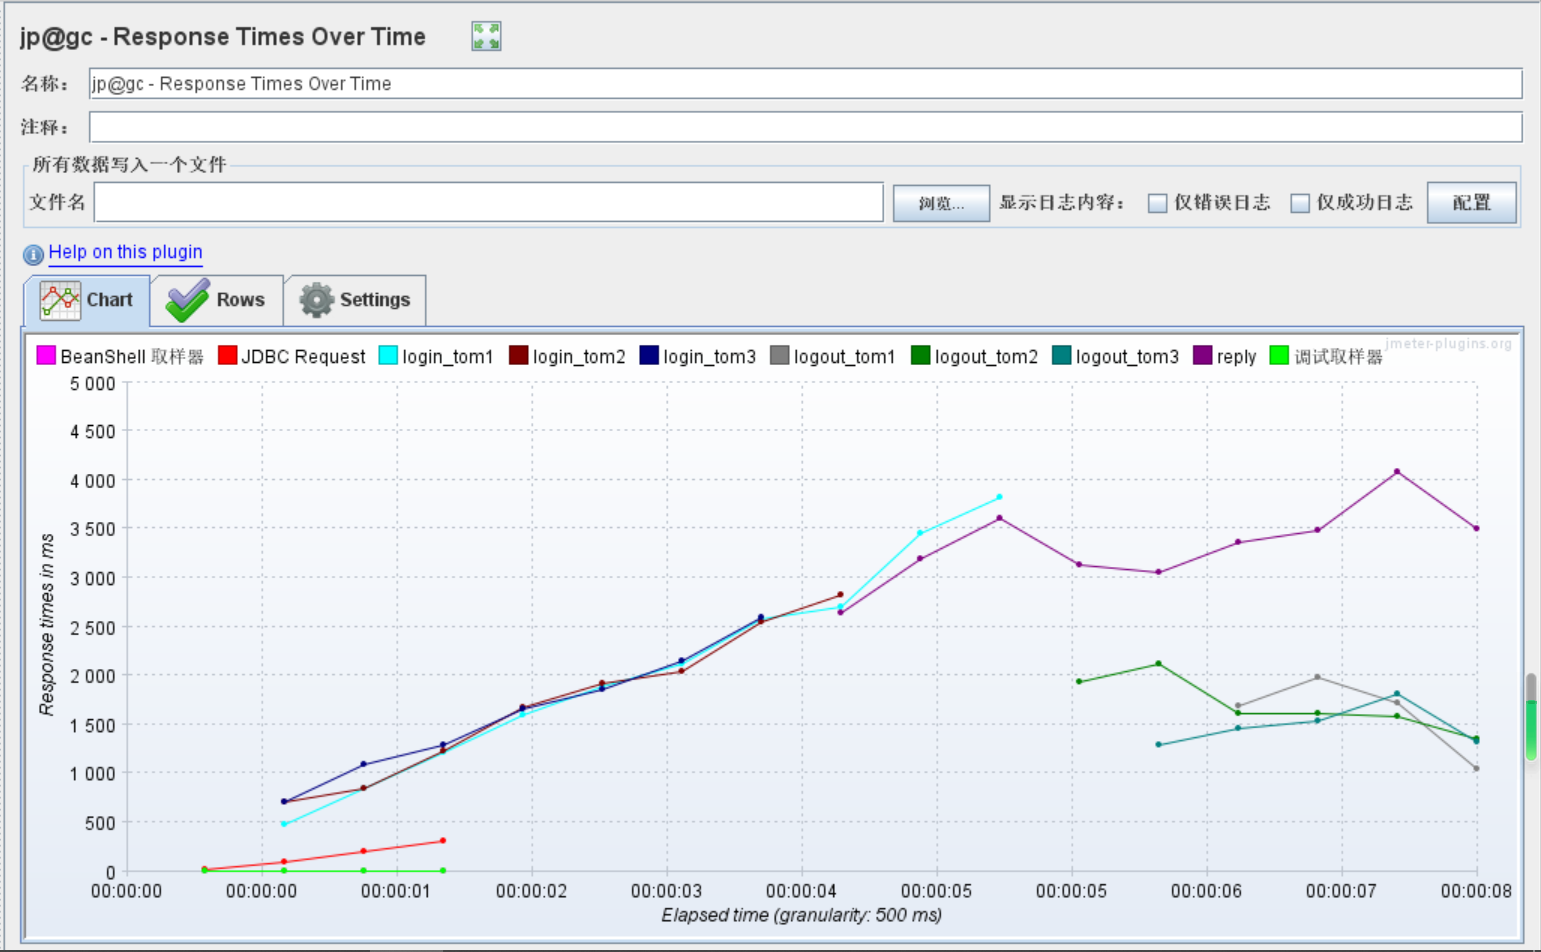 jp@gc - Response Times Over Time
名称： jp@gc - Response Times Over Time
注释：
所有数据写入一个文件
文件名 浏览... 显示日志内容： 仅错误日志 仅成功日志 配置
Help on this plugin
Chart Rows Settings
BeanShell 取样器 JDBC Request login_tom1 login_tom2 login_tom3 logout_tom1 logout_tom2 logout_tom3 reply 调试取样器
jmeter-plugins.org
5 000
4 500
4 000
3 500
3 000
2 500
2 000
1 500
1 000
500
0
Response times in ms
00:00:00 00:00:00 00:00:01 00:00:02 00:00:03 00:00:04 00:00:05 00:00:05 00:00:06 00:00:07 00:00:08
Elapsed time (granularity: 500 ms)